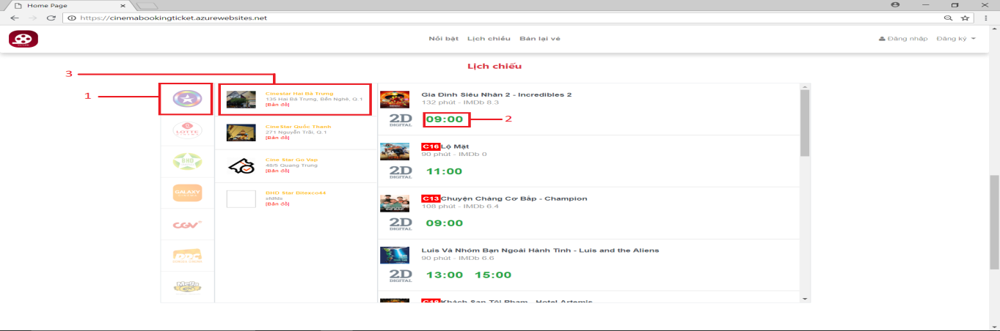 Home Page
https://cinemabookingticket.azurewebsites.net
Nổi bật Lịch chiếu Bán lại vé
Đăng nhập Đăng ký
Lịch chiếu
3
1
2
LOTTE
BHD
GALAXY
CGV
DDC
Mega
Cinestar Hai Bà Trưng
135 Hai Bà Trưng, Bến Nghé, Q.1
[Bản đồ]
CineStar Quốc Thanh
271 Nguyễn Trãi, Q.1
[Bản đồ]
Cine Star Go Vap
48/5 Quang Trung
[Bản đồ]
BHD Star Bitexco44
sfdfds
[Bản đồ]
Gia Đình Siêu Nhân 2 - Incredibles 2
132 phút - IMDb 8.3
2D DIGITAL 09:00
C16 Lộ Mặt
90 phút - IMDb 0
2D DIGITAL 11:00
C13 Chuyện Chàng Cơ Bắp - Champion
108 phút - IMDb 6.4
2D DIGITAL 09:00
Luis Và Nhóm Bạn Ngoài Hành Tinh - Luis and the Aliens
90 phút - IMDb 6.6
2D DIGITAL 13:00 15:00
C18 Khách Sạn Tội Phạm - Hotel Artemis